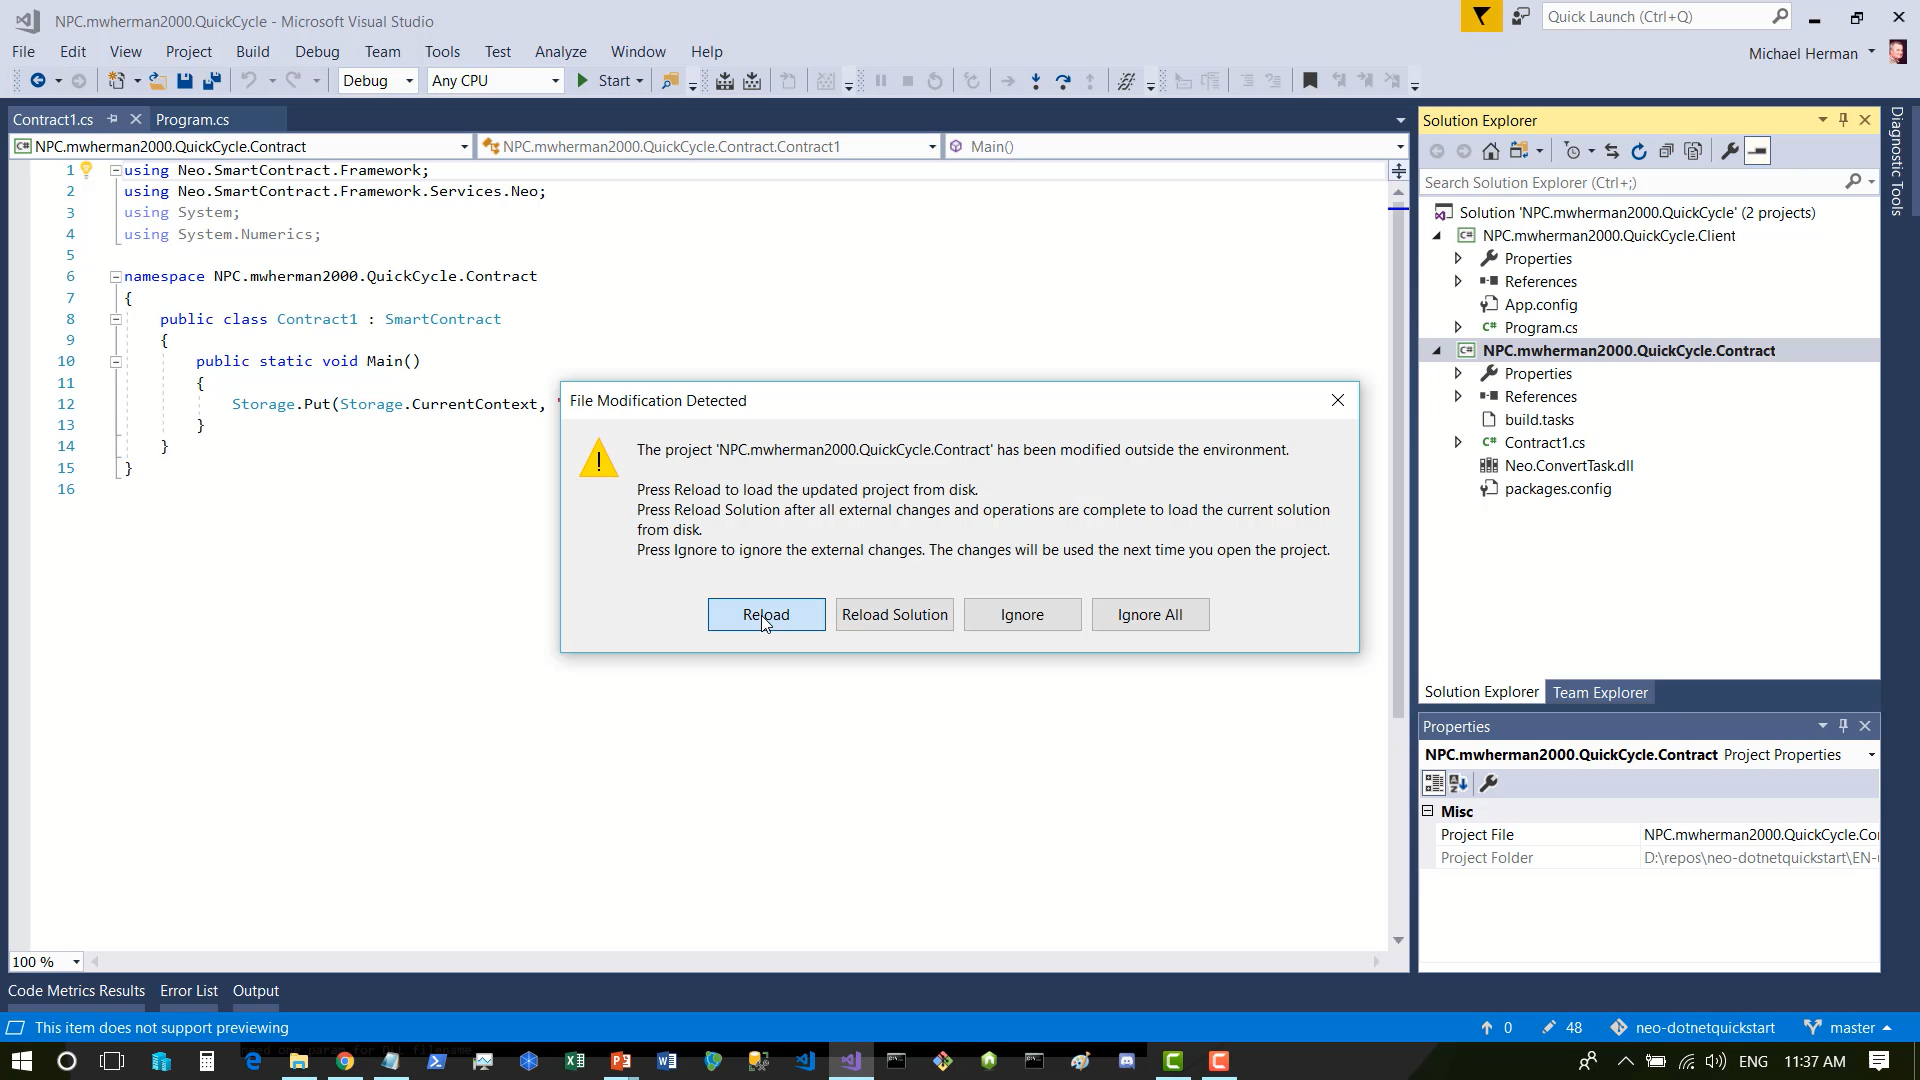 NPC.mwherman2000.QuickCycle - Microsoft Visual Studio
Quick Launch (Ctrl+Q)
File Edit View Project Build Debug Team Tools Test Analyze Window Help
Michael Herman
Debug Any CPU Start
Contract1.cs Program.cs
NPC.mwherman2000.QuickCycle.Contract NPC.mwherman2000.QuickCycle.Contract.Contract1 Main()
1 using Neo.SmartContract.Framework;
2 using Neo.SmartContract.Framework.Services.Neo;
3 using System;
4 using System.Numerics;
5
6 namespace NPC.mwherman2000.QuickCycle.Contract
7 {
8 public class Contract1 : SmartContract
9 {
10 public static void Main()
11 {
12 Storage.Put(Storage.CurrentContext,
13 }
14 }
15 }
16
File Modification Detected
The project 'NPC.mwherman2000.QuickCycle.Contract' has been modified outside the environment.
Press Reload to load the updated project from disk.
Press Reload Solution after all external changes and operations are complete to load the current solution
from disk.
Press Ignore to ignore the external changes. The changes will be used the next time you open the project.
Reload Reload Solution Ignore Ignore All
Solution Explorer
Search Solution Explorer (Ctrl+;)
Solution 'NPC.mwherman2000.QuickCycle' (2 projects)
C# NPC.mwherman2000.QuickCycle.Client
Properties
References
App.config
C# Program.cs
C# NPC.mwherman2000.QuickCycle.Contract
Properties
References
build.tasks
C# Contract1.cs
Neo.ConvertTask.dll
packages.config
Solution Explorer Team Explorer
Properties
NPC.mwherman2000.QuickCycle.Contract Project Properties
Misc
Project File NPC.mwherman2000.QuickCycle.Co
Project Folder D:\repos\neo-dotnetquickstart\EN-
Diagnostic Tools
100 %
Code Metrics Results Error List Output
This item does not support previewing
0 48 neo-dotnetquickstart master
need one param for DLL filename
ENG 11:37 AM